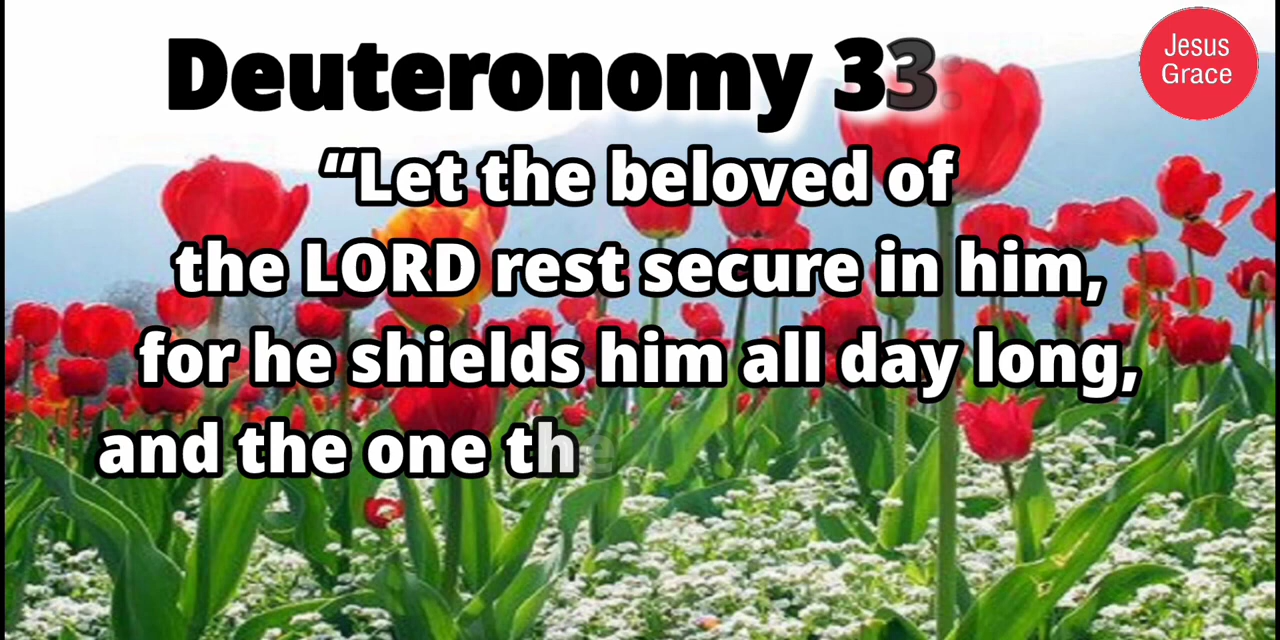 Deuteronomy 33:
Jesus
Grace
“Let the beloved of
the LORD rest secure in him,
for he shields him all day long,
and the one the